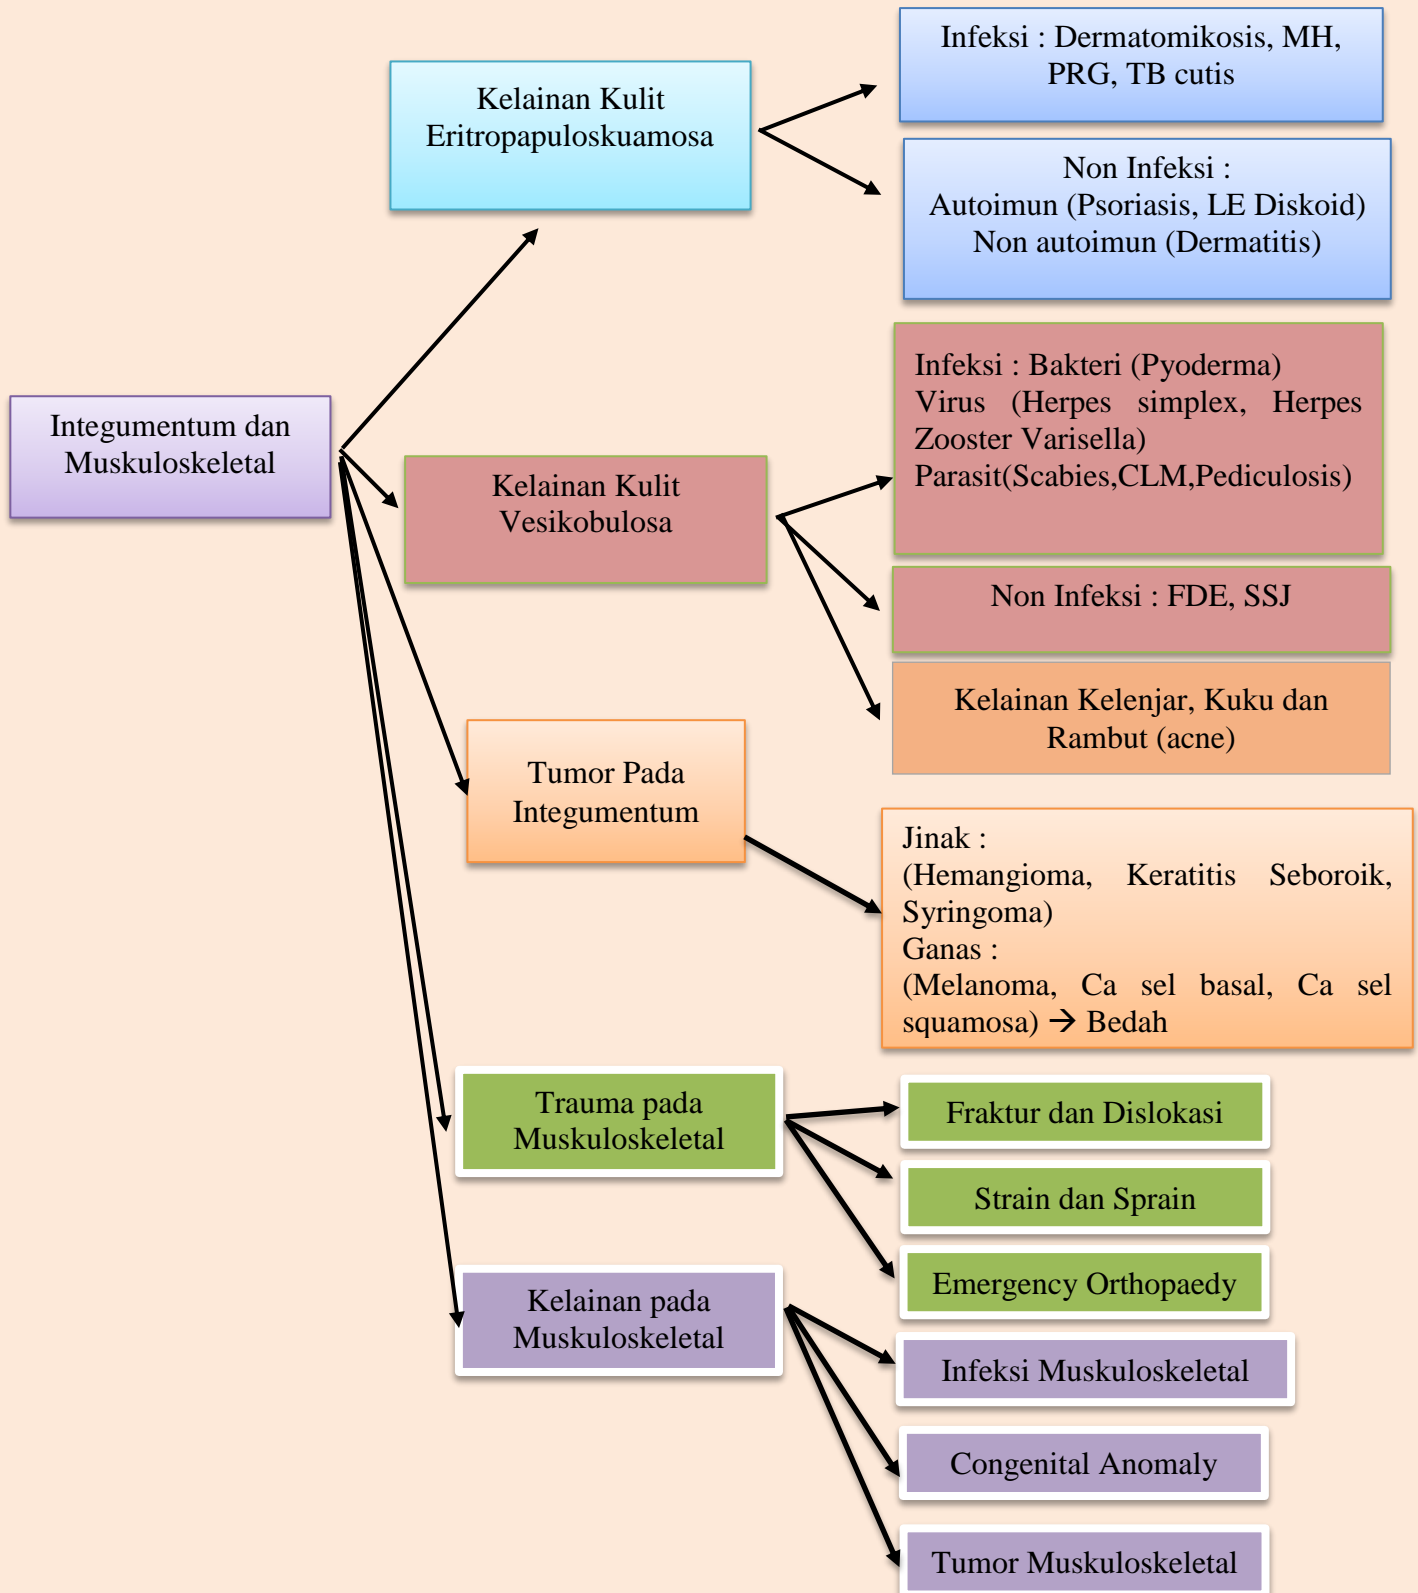 Integumentum dan
Muskuloskeletal
Kelainan Kulit
Eritropapuloskuamosa
Infeksi : Dermatomikosis, MH,
PRG, TB cutis
Non Infeksi :
Autoimun (Psoriasis, LE Diskoid)
Non autoimun (Dermatitis)
Kelainan Kulit
Vesikobulosa
Infeksi : Bakteri (Pyoderma)
Virus (Herpes simplex, Herpes
Zooster Varisella)
Parasit(Scabies,CLM,Pediculosis)
Non Infeksi : FDE, SSJ
Kelainan Kelenjar, Kuku dan
Rambut (acne)
Tumor Pada
Integumentum
Jinak :
(Hemangioma, Keratitis Seboroik,
Syringoma)
Ganas :
(Melanoma, Ca sel basal, Ca sel
squamosa) → Bedah
Trauma pada
Muskuloskeletal
Fraktur dan Dislokasi
Strain dan Sprain
Emergency Orthopaedy
Kelainan pada
Muskuloskeletal
Infeksi Muskuloskeletal
Congenital Anomaly
Tumor Muskuloskeletal